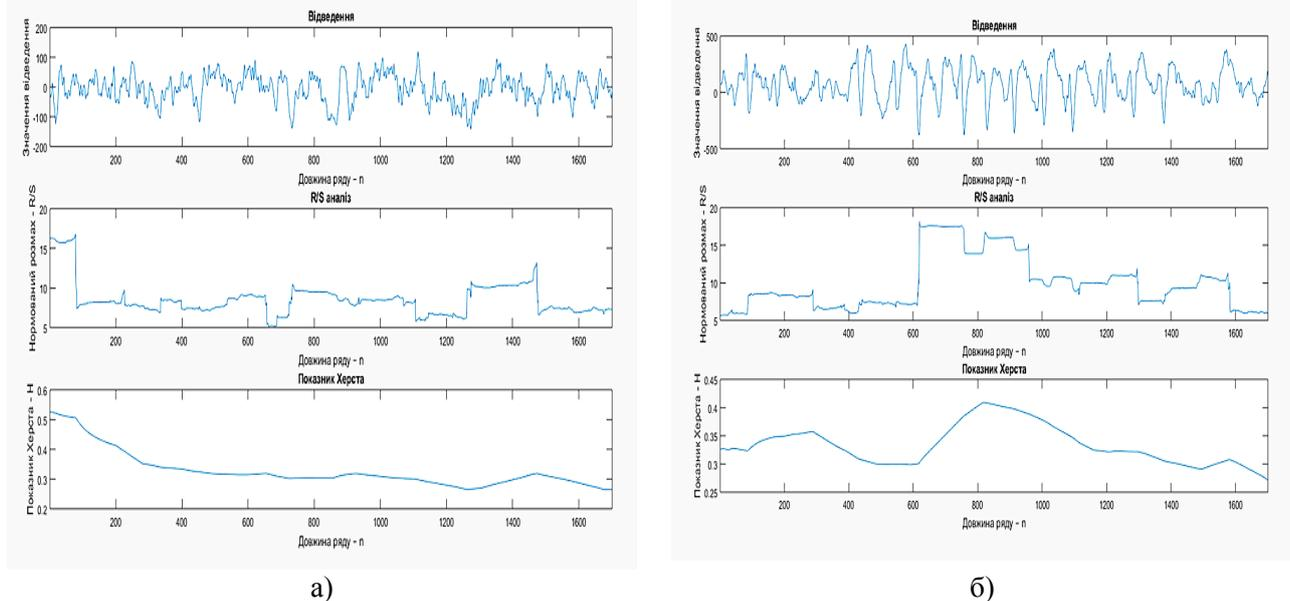 Відведення
Значення відведення
200
100
0
-100
-200
200 400 600 800 1000 1200 1400 1600
Довжина ряду - n
R/S аналіз
Нормований розмах - R/S
20
15
10
5
200 400 600 800 1000 1200 1400 1600
Довжина ряду - n
Показник Херста
Показник Херста - H
0.6
0.5
0.4
0.3
0.2
200 400 600 800 1000 1200 1400 1600
Довжина ряду - n
а)
Відведення
Значення відведення
500
0
-500
200 400 600 800 1000 1200 1400 1600
Довжина ряду - n
R/S аналіз
Нормований розмах - R/S
20
15
10
5
200 400 600 800 1000 1200 1400 1600
Довжина ряду - n
Показник Херста
Показник Херста - H
0.45
0.4
0.35
0.3
0.25
200 400 600 800 1000 1200 1400 1600
Довжина ряду - n
б)